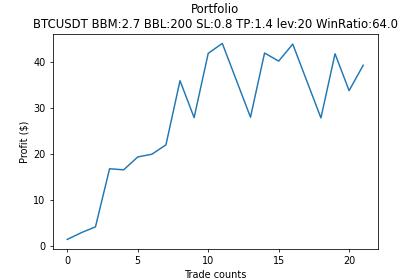 Portfolio
BTCUSDT BBM:2.7 BBL:200 SL:0.8 TP:1.4 lev:20 WinRatio:64.0
Profit ($)
40
30
20
10
0
0 5 10 15 20
Trade counts